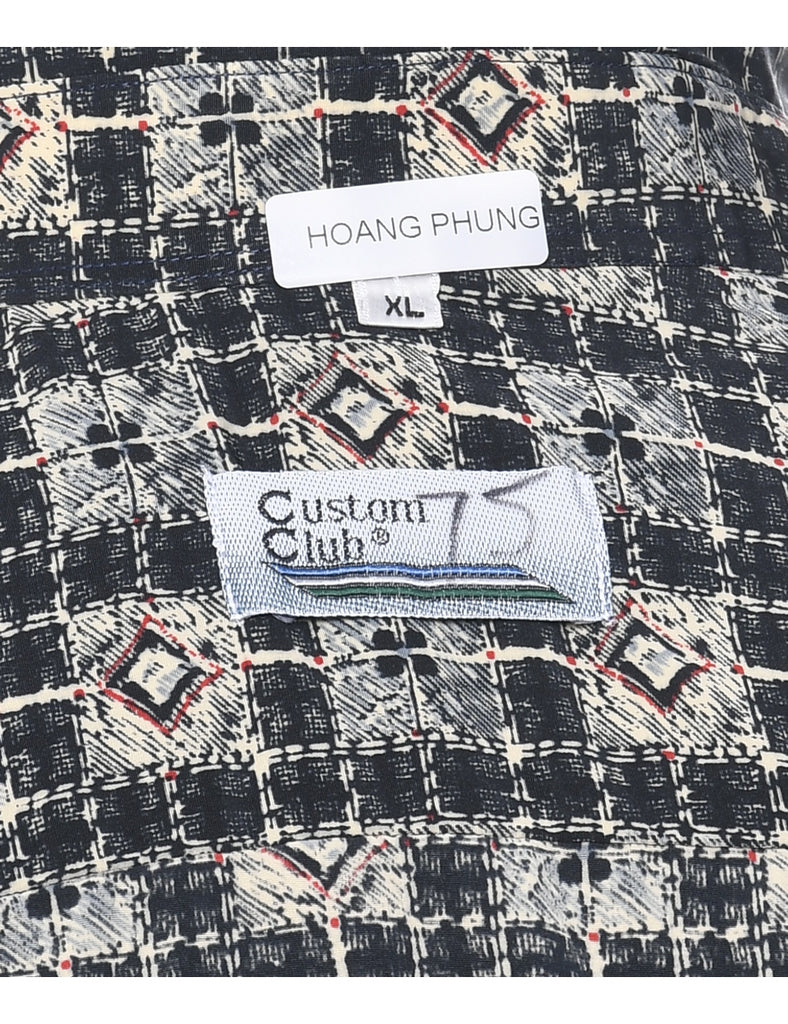 HOANG PHUNG
XL
Custom 75
Club®